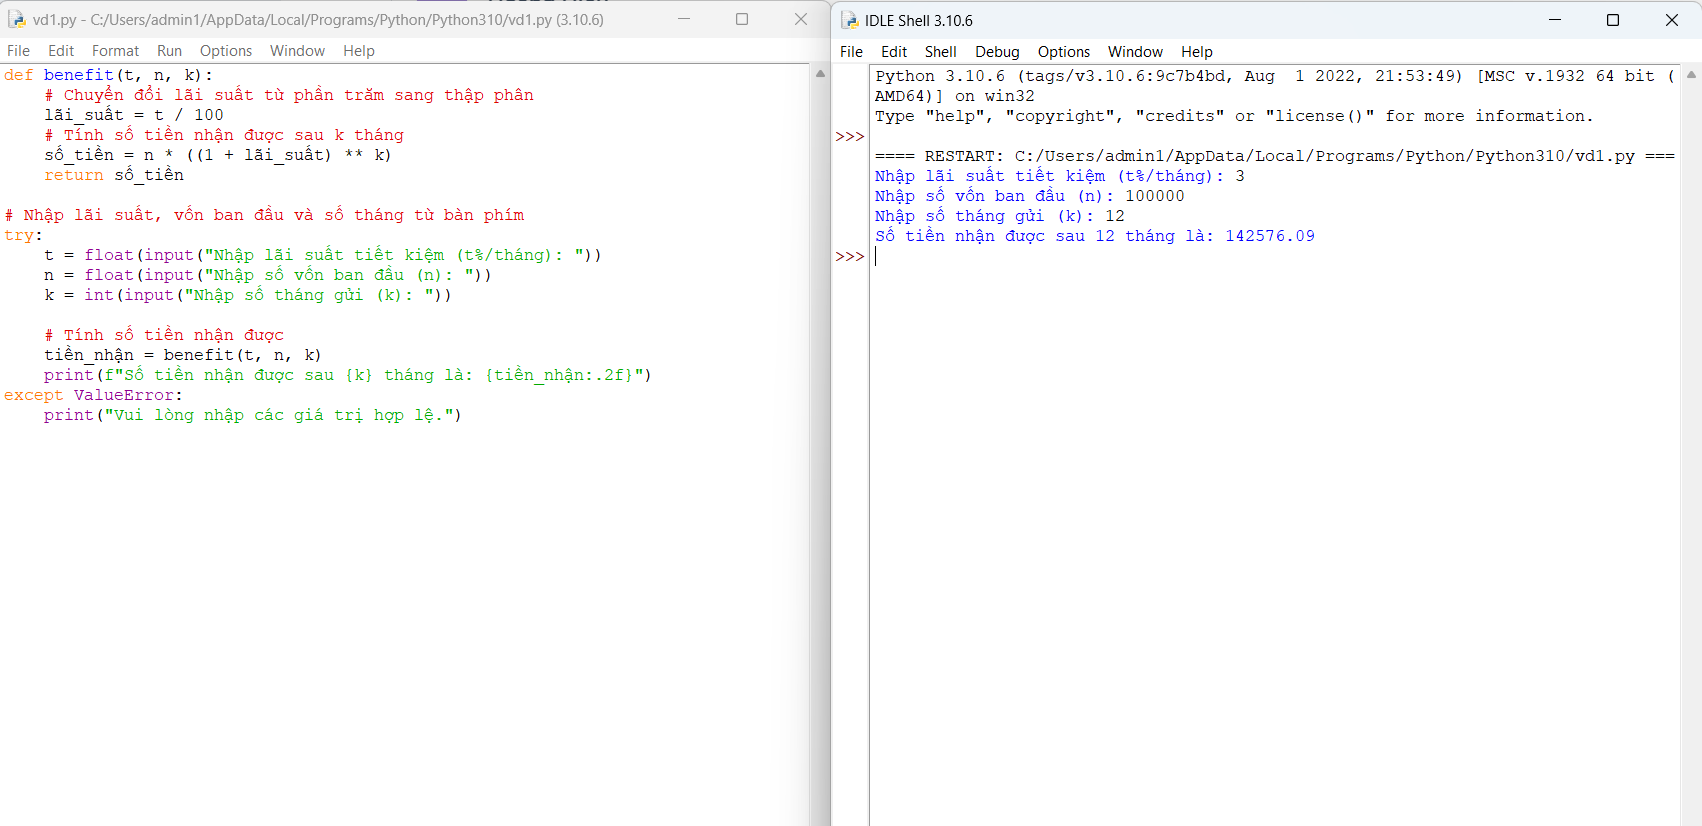 vd1.py - C:/Users/admin1/AppData/Local/Programs/Python/Python310/vd1.py (3.10.6)
File Edit Format Run Options Window Help
def benefit(t, n, k):
    # Chuyển đổi lãi suất từ phần trăm sang thập phân
    lãi_suất = t / 100
    # Tính số tiền nhận được sau k tháng
    số_tiền = n * ((1 + lãi_suất) ** k)
    return số_tiền
# Nhập lãi suất, vốn ban đầu và số tháng từ bàn phím
try:
    t = float(input("Nhập lãi suất tiết kiệm (t%/tháng): "))
    n = float(input("Nhập số vốn ban đầu (n): "))
    k = int(input("Nhập số tháng gửi (k): "))
    # Tính số tiền nhận được
    tiền_nhận = benefit(t, n, k)
    print(f"Số tiền nhận được sau {k} tháng là: {tiền_nhận:.2f}")
except ValueError:
    print("Vui lòng nhập các giá trị hợp lệ.")
IDLE Shell 3.10.6
File Edit Shell Debug Options Window Help
Python 3.10.6 (tags/v3.10.6:9c7b4bd, Aug  1 2022, 21:53:49) [MSC v.1932 64 bit (
AMD64)] on win32
Type "help", "copyright", "credits" or "license()" for more information.
>>>
==== RESTART: C:/Users/admin1/AppData/Local/Programs/Python/Python310/vd1.py ===
Nhập lãi suất tiết kiệm (t%/tháng): 3
Nhập số vốn ban đầu (n): 100000
Nhập số tháng gửi (k): 12
Số tiền nhận được sau 12 tháng là: 142576.09
>>>